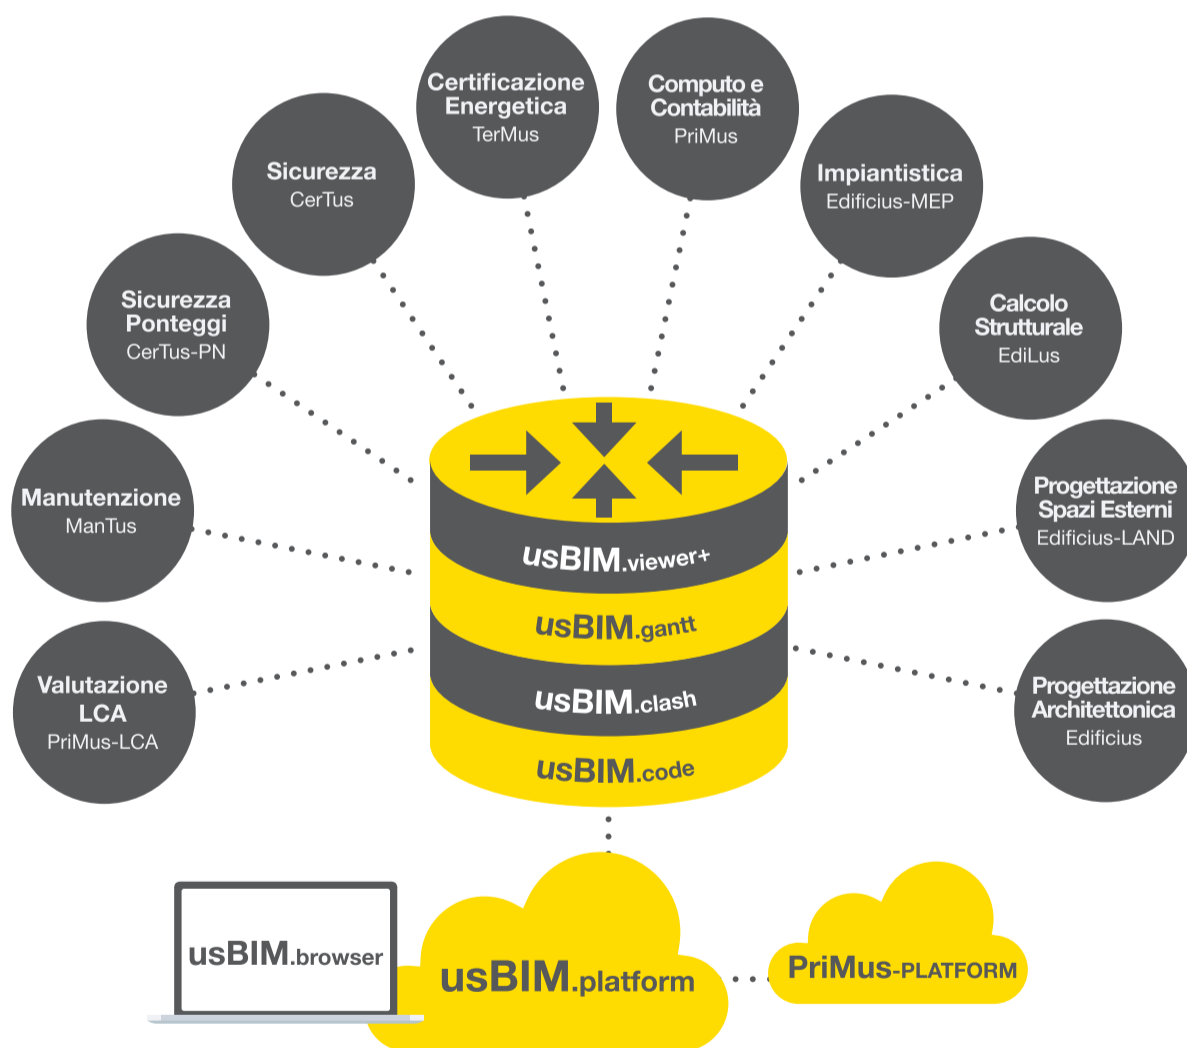 Certificazione
Energetica
TerMus
Computo e
Contabilità
PriMus
Sicurezza
CerTus
Impiantistica
Edificius-MEP
Sicurezza
Ponteggi
CerTus-PN
Calcolo
Strutturale
EdiLus
Manutenzione
ManTus
Progettazione
Spazi Esterni
Edificius-LAND
Valutazione
LCA
PriMus-LCA
Progettazione
Architettonica
Edificius
usBIM.viewer+
usBIM.gantt
usBIM.clash
usBIM.code
usBIM.browser
usBIM.platform
PriMus-PLATFORM